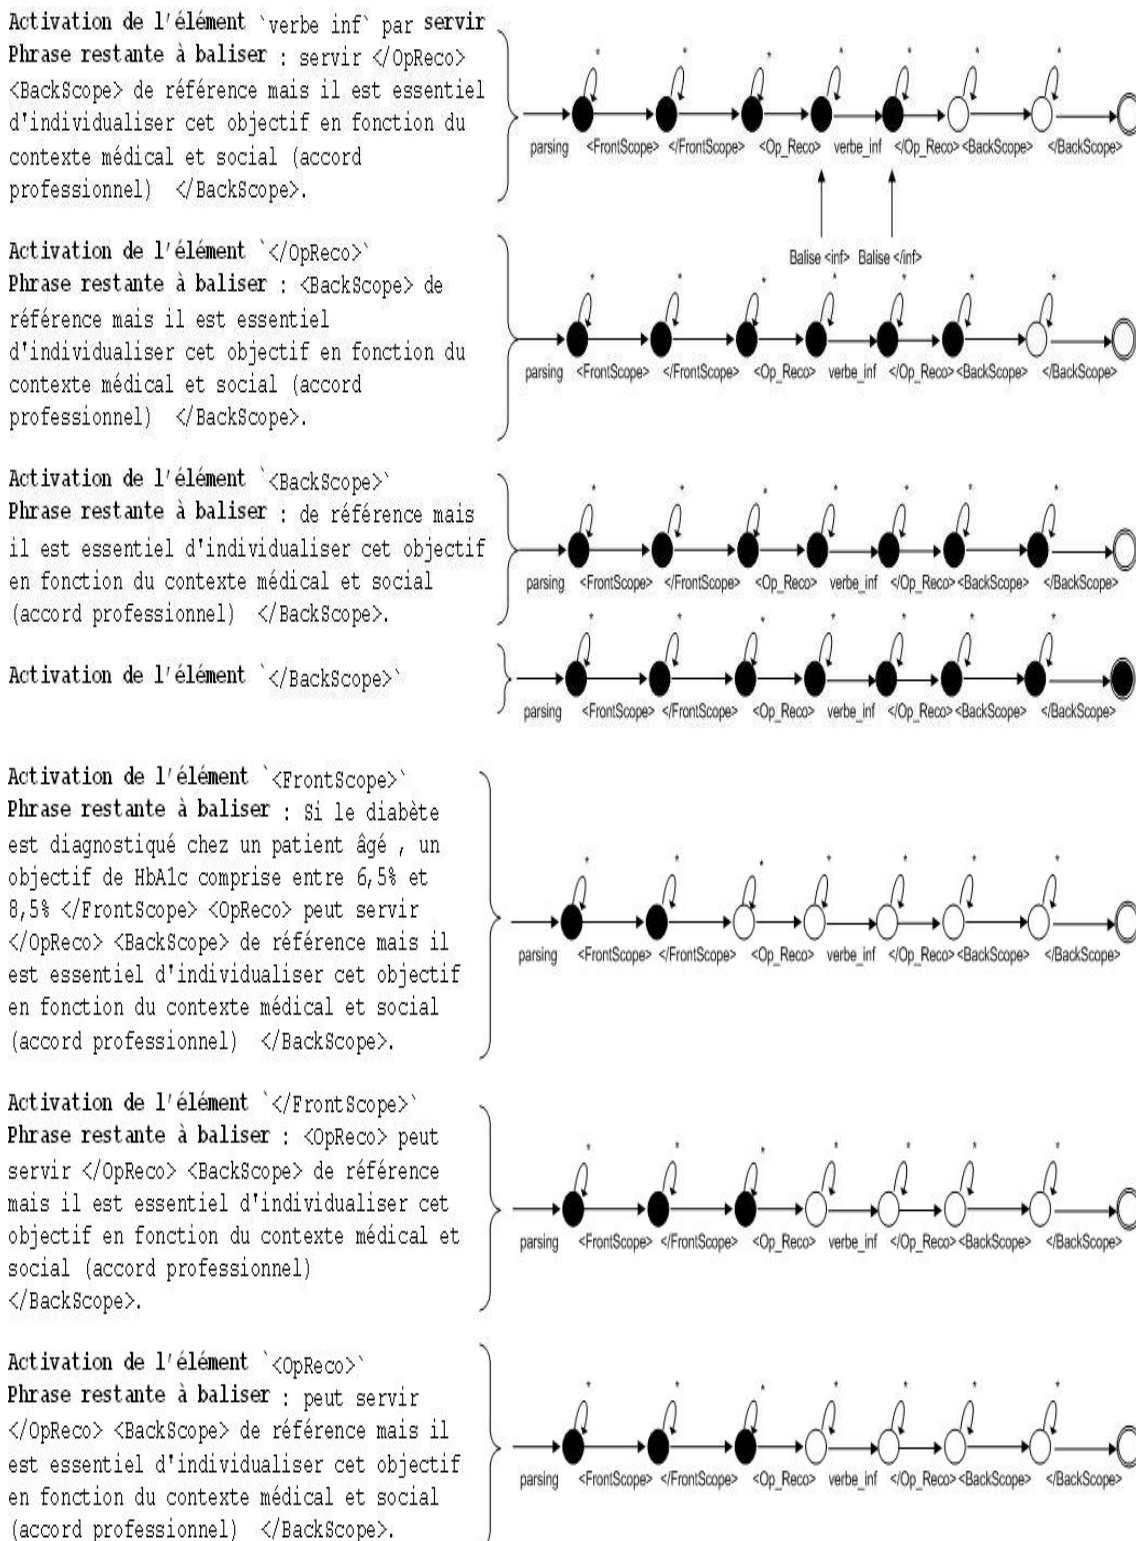 Activation de l'élément `verbe inf` par servir
Phrase restante à baliser : servir </OpReco>
<BackScope> de référence mais il est essentiel
d'individualiser cet objectif en fonction du
contexte médical et social (accord
professionnel) </BackScope>.
* * * * * * *
parsing <FrontScope> </FrontScope> <Op_Reco> verbe_inf </Op_Reco> <BackScope> </BackScope>
Balise <inf> Balise </inf>
Activation de l'élément `</OpReco>`
Phrase restante à baliser : <BackScope> de
référence mais il est essentiel
d'individualiser cet objectif en fonction du
contexte médical et social (accord
professionnel) </BackScope>.
* * * * * * *
parsing <FrontScope> </FrontScope> <Op_Reco> verbe_inf </Op_Reco> <BackScope> </BackScope>
Activation de l'élément `<BackScope>`
Phrase restante à baliser : de référence mais
il est essentiel d'individualiser cet objectif
en fonction du contexte médical et social
(accord professionnel) </BackScope>.
* * * * * * *
parsing <FrontScope> </FrontScope> <Op_Reco> verbe_inf </Op_Reco> <BackScope> </BackScope>
Activation de l'élément `</BackScope>`
* * * * * * *
parsing <FrontScope> </FrontScope> <Op_Reco> verbe_inf </Op_Reco> <BackScope> </BackScope>
Activation de l'élément `<FrontScope>`
Phrase restante à baliser : Si le diabète
est diagnostiqué chez un patient âgé , un
objectif de HbA1c comprise entre 6,5% et
8,5% </FrontScope> <OpReco> peut servir
</OpReco> <BackScope> de référence mais il
est essentiel d'individualiser cet objectif
en fonction du contexte médical et social
(accord professionnel) </BackScope>.
* * * * * * *
parsing <FrontScope> </FrontScope> <Op_Reco> verbe_inf </Op_Reco> <BackScope> </BackScope>
Activation de l'élément `</FrontScope>`
Phrase restante à baliser : <OpReco> peut
servir </OpReco> <BackScope> de référence
mais il est essentiel d'individualiser cet
objectif en fonction du contexte médical et
social (accord professionnel)
</BackScope>.
* * * * * * *
parsing <FrontScope> </FrontScope> <Op_Reco> verbe_inf </Op_Reco> <BackScope> </BackScope>
Activation de l'élément `<OpReco>`
Phrase restante à baliser : peut servir
</OpReco> <BackScope> de référence mais il
est essentiel d'individualiser cet objectif
en fonction du contexte médical et social
(accord professionnel) </BackScope>.
* * * * * * *
parsing <FrontScope> </FrontScope> <Op_Reco> verbe_inf </Op_Reco> <BackScope> </BackScope>